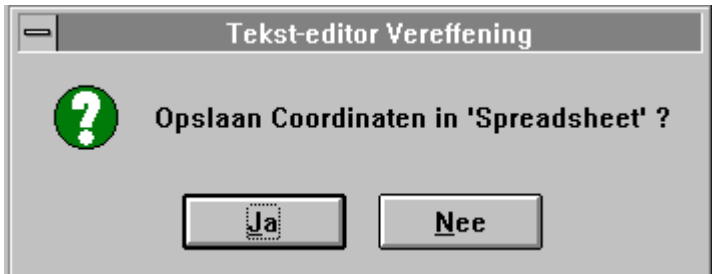 Tekst-editor Vereffening
Opslaan Coordinaten in 'Spreadsheet' ?
Ja Nee